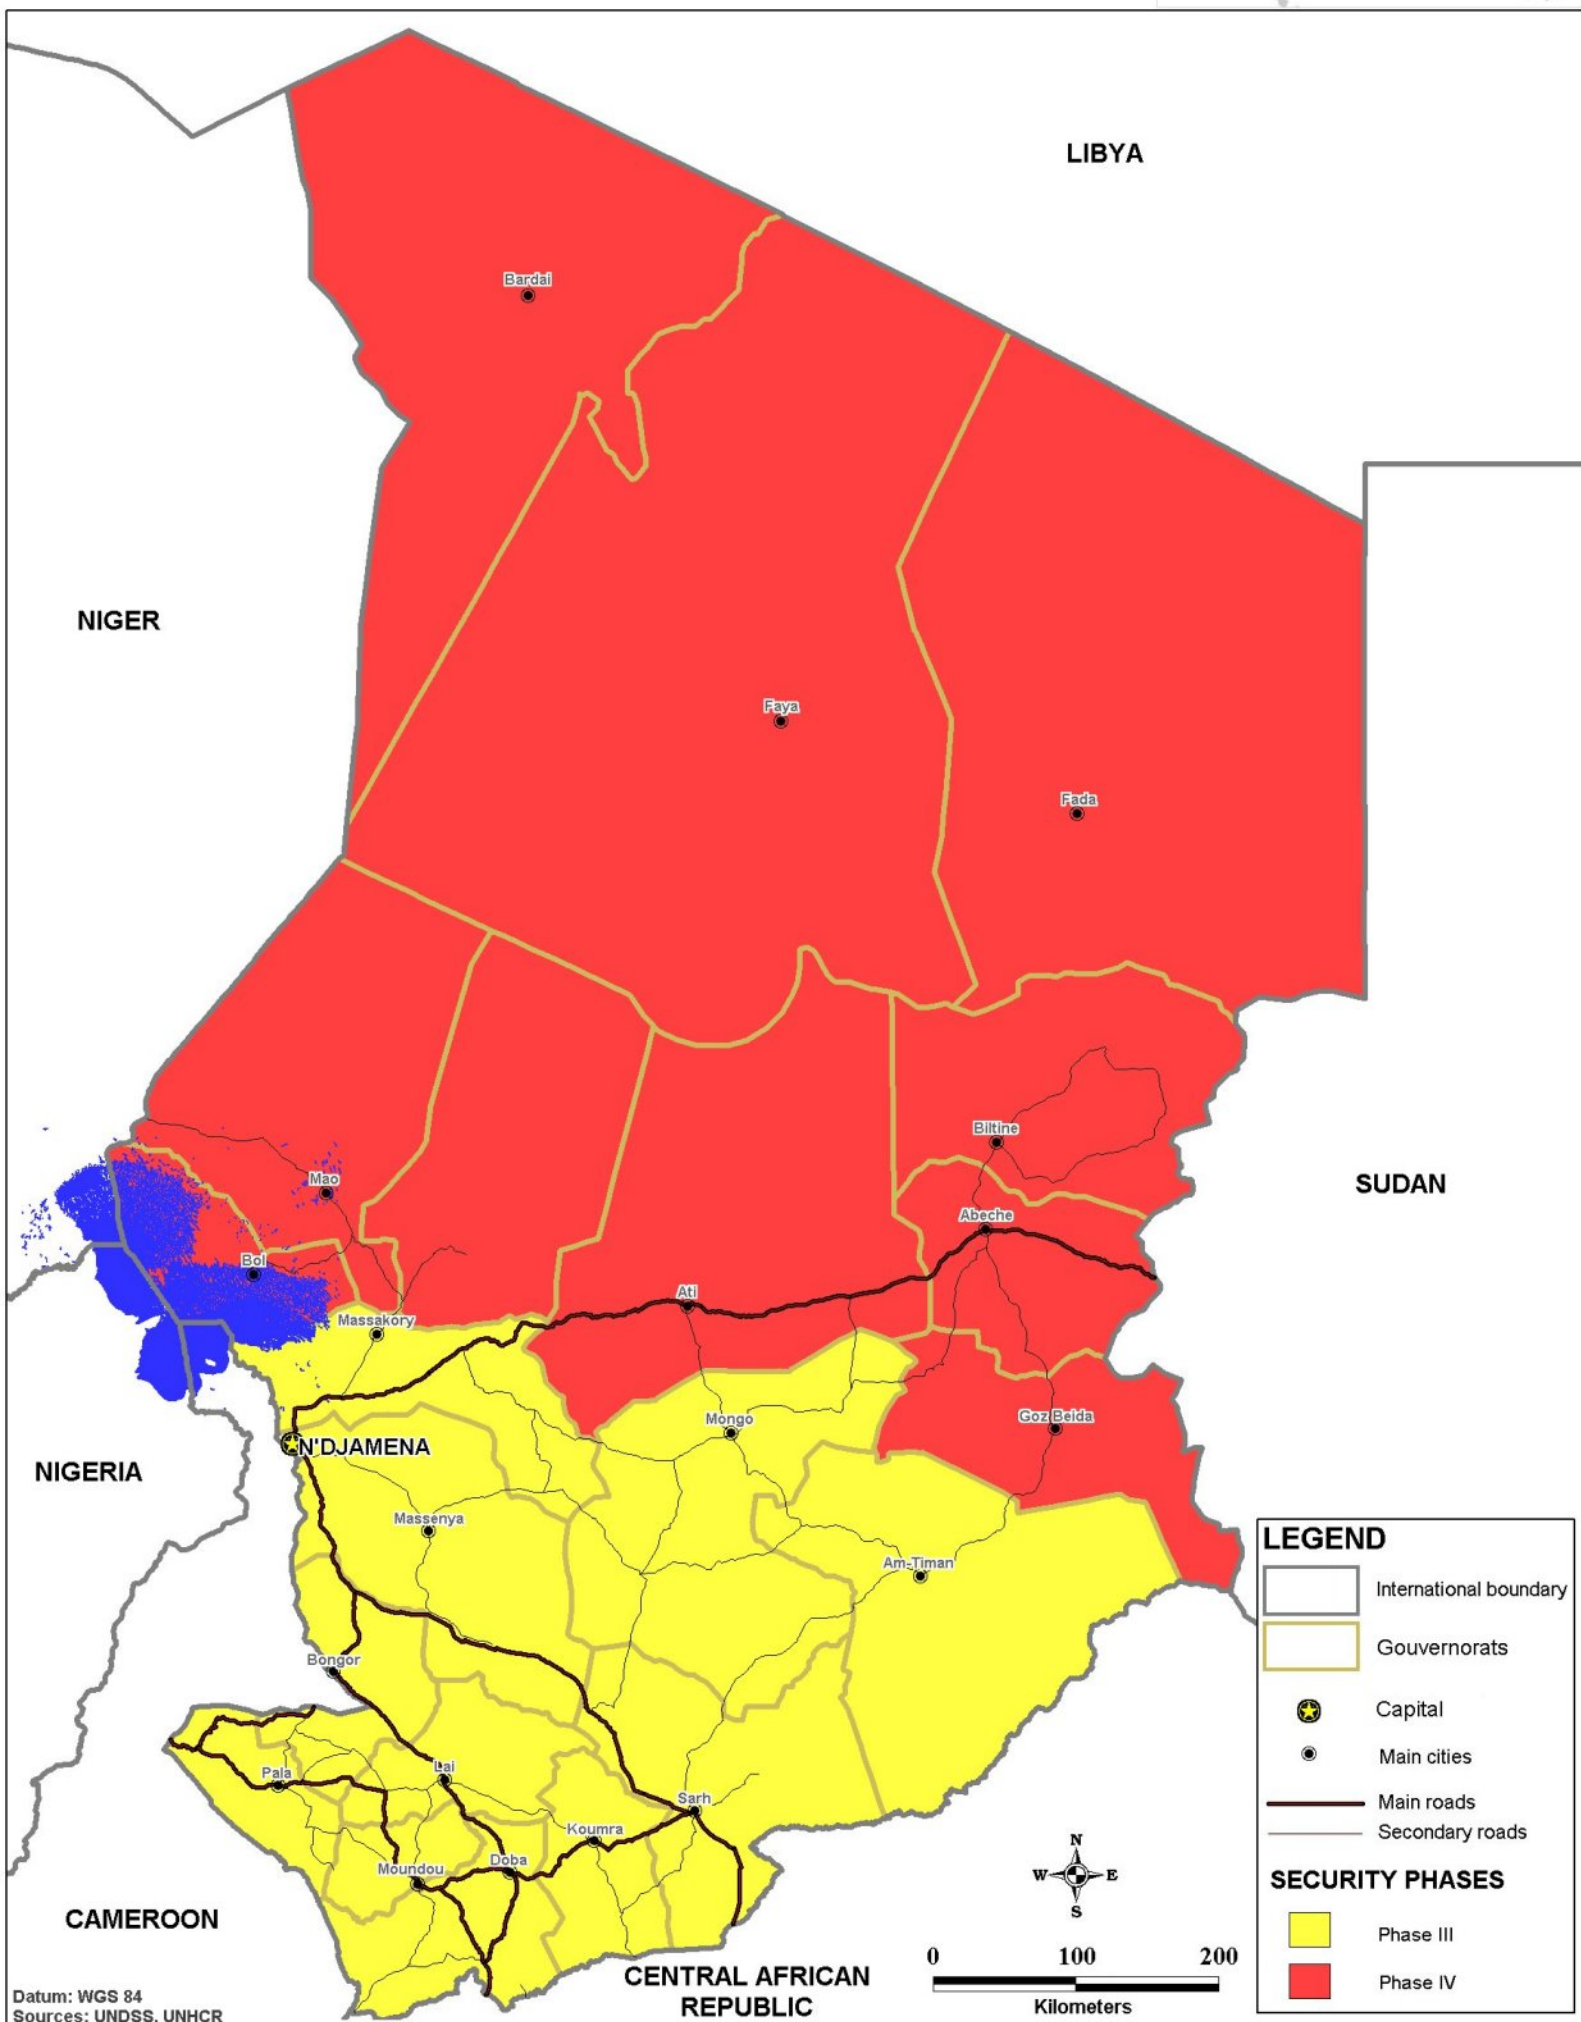 LIBYA
Bardai
NIGER
Faya
Fada
Biltine
Mao
SUDAN
Abeche
Bol
Ati
Massakory
Mongo
Goz Beida
N'DJAMENA
NIGERIA
Massenya
Am-Timan
Bongor
Pala
Lai
Sarh
Koumra
Doba
Moundou
CAMEROON
CENTRAL AFRICAN
REPUBLIC
N
W E
S
0 100 200
Kilometers
LEGEND
International boundary
Gouvernorats
Capital
Main cities
Main roads
Secondary roads
SECURITY PHASES
Phase III
Phase IV
Datum: WGS 84
Sources: UNDSS, UNHCR